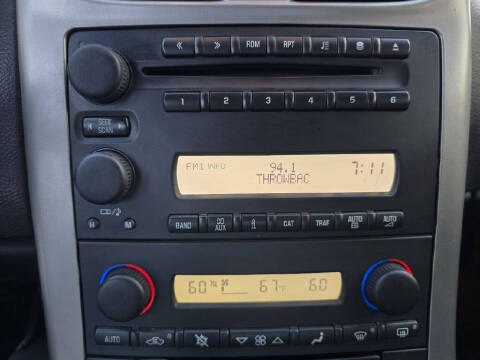 RDM RPT
1 2 3 4 5 6
SEEK SCAN
FM1 INFO 94.1 7:11
THROWBAC
H M
BAND AUX i CAT TRAF AUTO AUTO
60 67°F 60
AUTO